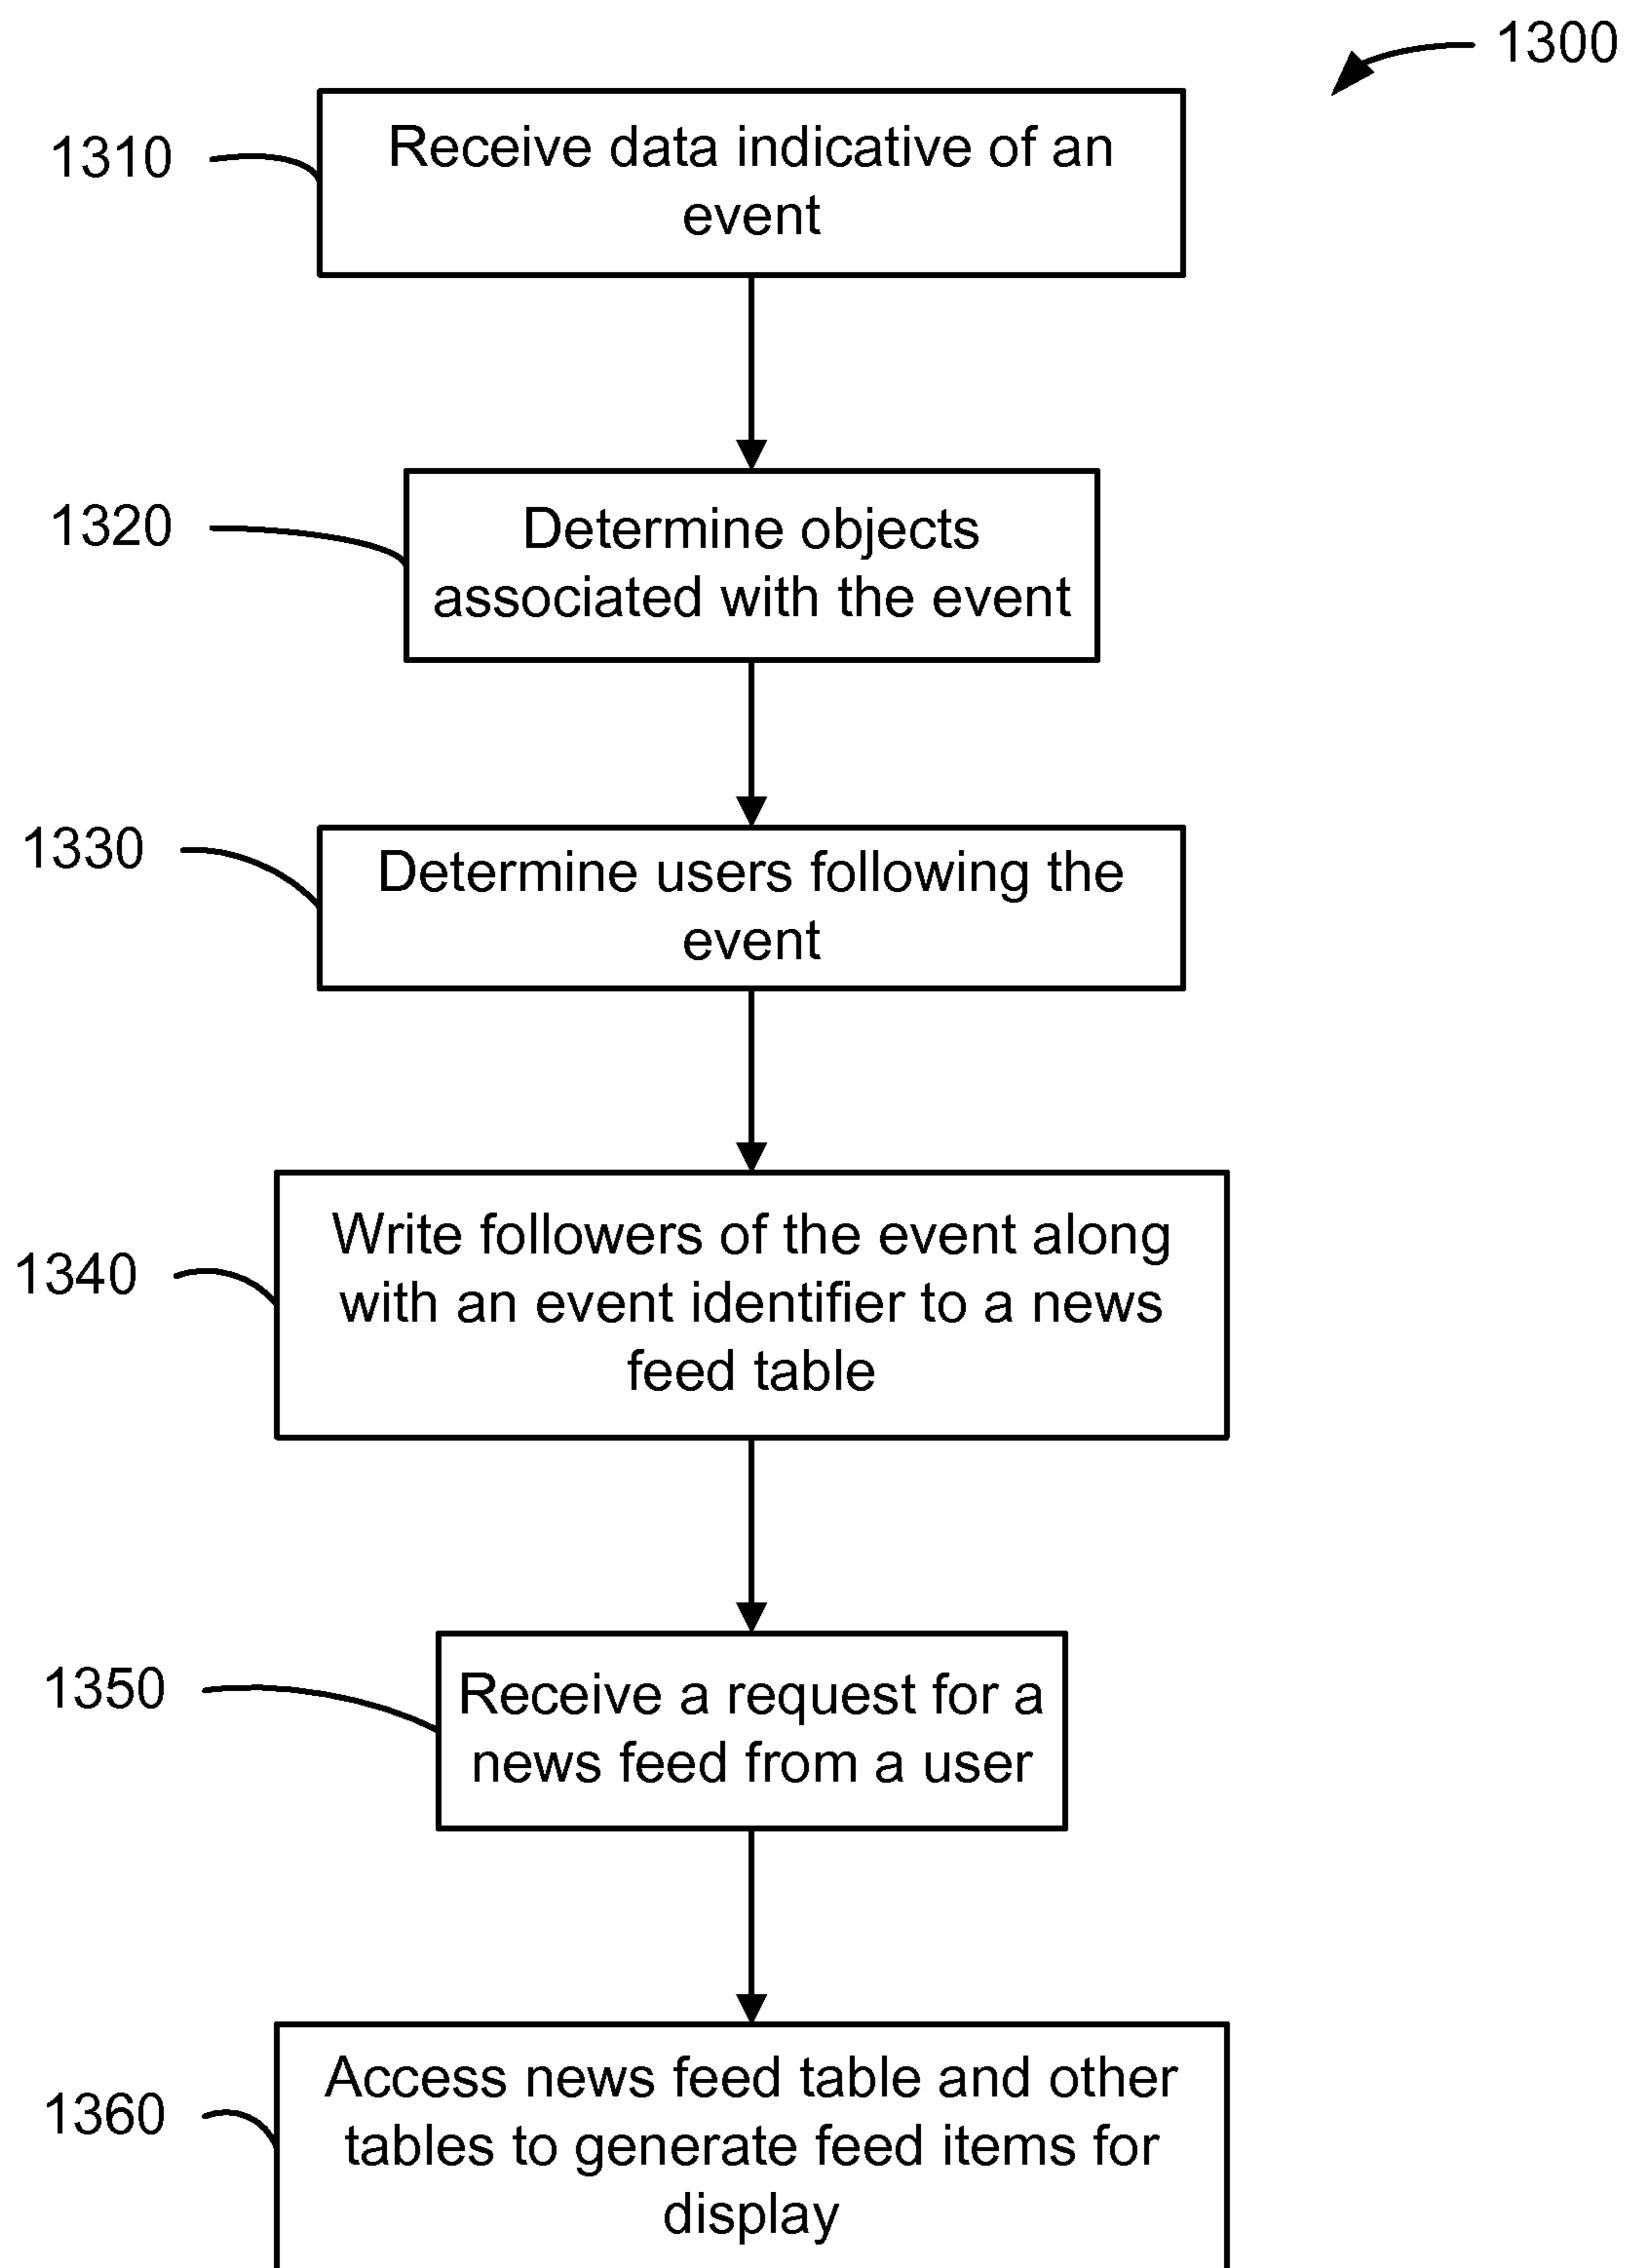 1300
1310
Receive data indicative of an
event
1320
Determine objects
associated with the event
1330
Determine users following the
event
1340
Write followers of the event along
with an event identifier to a news
feed table
1350
Receive a request for a
news feed from a user
1360
Access news feed table and other
tables to generate feed items for
display